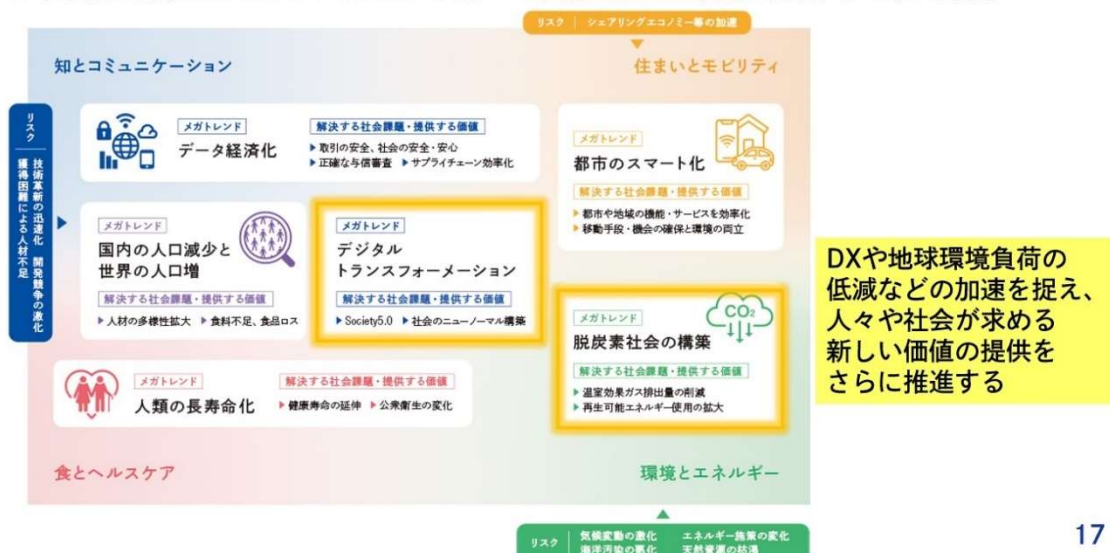 リスク | シェアリングエコノミー等の加速
知とコミュニケーション
住まいとモビリティ
リスク
技術革新の迅速化 開発競争の激化
獲得困難による人材不足
メガトレンド
データ経済化
解決する社会課題・提供する価値
▶取引の安全、社会の安全・安心
▶正確な与信審査 ▶サプライチェーン効率化
メガトレンド
都市のスマート化
解決する社会課題・提供する価値
▶都市や地域の機能・サービスを効率化
▶移動手段・機会の確保と環境の両立
メガトレンド
国内の人口減少と
世界の人口増
解決する社会課題・提供する価値
▶人材の多様性拡大 ▶食料不足、食品ロス
メガトレンド
デジタル
トランスフォーメーション
解決する社会課題・提供する価値
▶Society5.0 ▶社会のニューノーマル構築
メガトレンド
CO2
脱炭素社会の構築
解決する社会課題・提供する価値
▶温室効果ガス排出量の削減
▶再生可能エネルギー使用の拡大
メガトレンド
人類の長寿命化
解決する社会課題・提供する価値
▶健康寿命の延伸 ▶公衆衛生の変化
食とヘルスケア
環境とエネルギー
DXや地球環境負荷の
低減などの加速を捉え、
人々や社会が求める
新しい価値の提供を
さらに推進する
リスク | 気候変動の激化 エネルギー施策の変化
海洋汚染の悪化 天然資源の枯渇
17